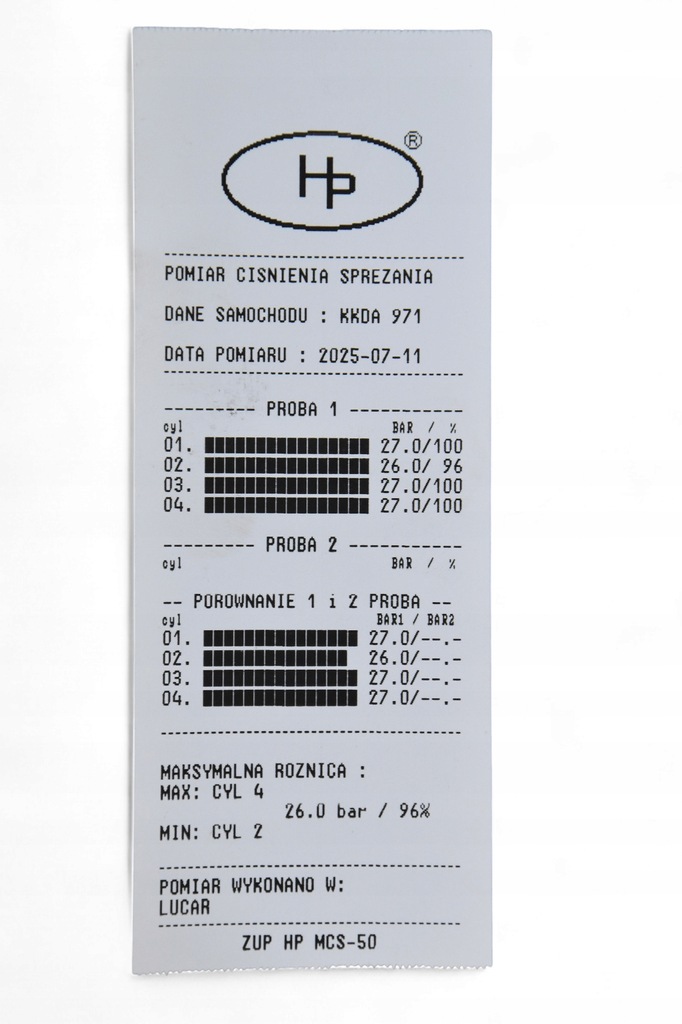 HP ®
POMIAR CISNIENIA SPREZANIA
DANE SAMOCHODU : KKDA 971
DATA POMIARU : 2025-07-11
--------- PROBA 1 -----------
cyl BAR / %
01. 27.0/100
02. 26.0/ 96
03. 27.0/100
04. 27.0/100
--------- PROBA 2 -----------
cyl BAR / %
-- POROWNANIE 1 i 2 PROBA --
cyl BAR1 / BAR2
01. 27.0/--.-
02. 26.0/--.-
03. 27.0/--.-
04. 27.0/--.-
MAKSYMALNA ROZNICA :
MAX: CYL 4
26.0 bar / 96%
MIN: CYL 2
POMIAR WYKONANO W:
LUCAR
ZUP HP MCS-50